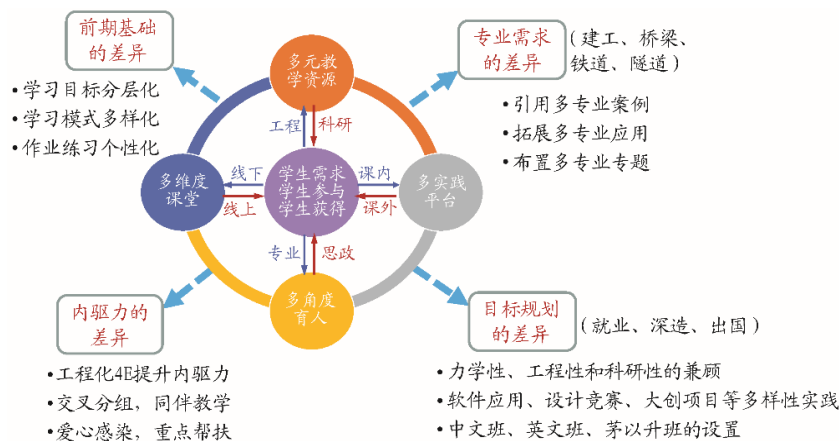 前期基础
的差异
•学习目标分层化
•学习模式多样化
•作业练习个性化
多元教
学资源
专业需求
的差异
(建工、桥梁、
铁道、隧道)
•引用多专业案例
•拓展多专业应用
•布置多专业专题
工程
科研
多维度
课堂
线下
线上
学生需求
学生参与
学生获得
课内
课外
多实践
平台
专业
思政
多角度
育人
内驱力的
差异
•工程化4E提升内驱力
•交叉分组，同伴教学
•爱心感染，重点帮扶
目标规划
的差异
(就业、深造、出国)
•力学性、工程性和科研性的兼顾
•软件应用、设计竞赛、大创项目等多样性实践
•中文班、英文班、茅以升班的设置